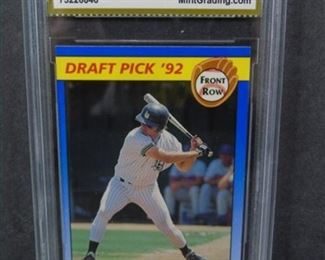 MintGrading.com
DRAFT PICK '92
FRONT
ROW